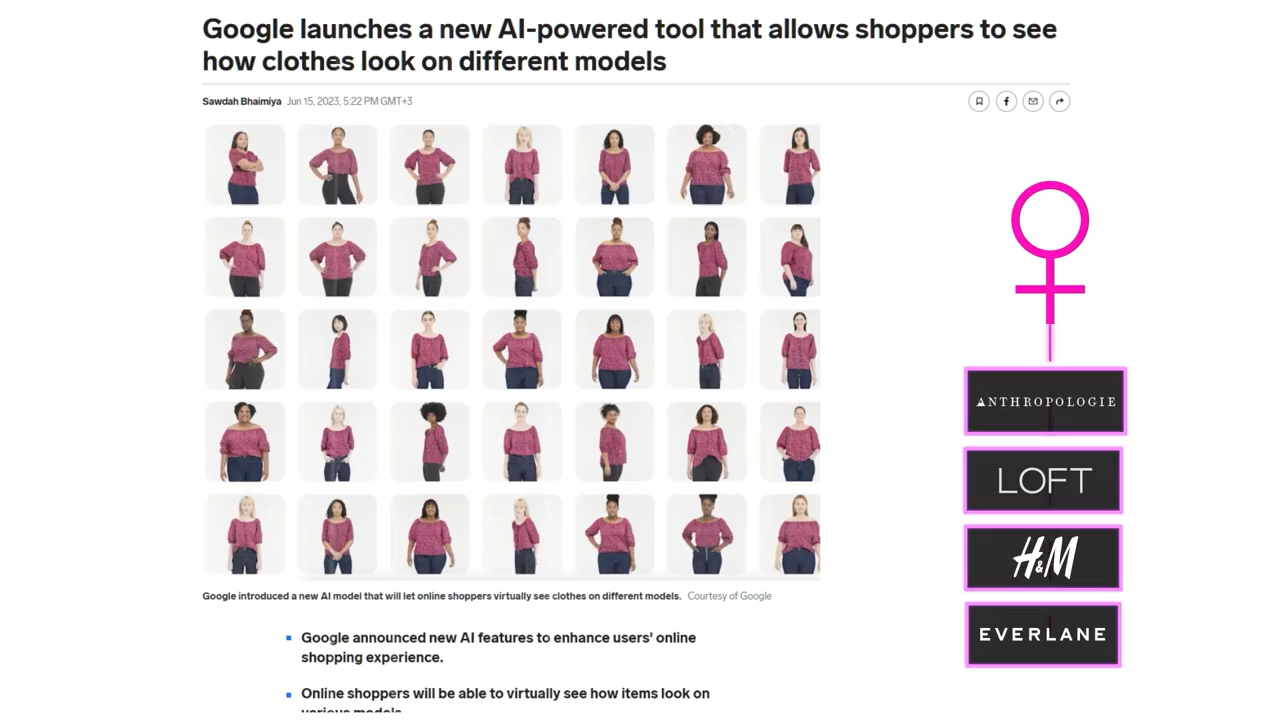 Google launches a new AI-powered tool that allows shoppers to see
how clothes look on different models
Sawdah Bhaimiya Jun 15, 2023, 5:22 PM GMT+3
Google introduced a new AI model that will let online shoppers virtually see clothes on different models. Courtesy of Google
Google announced new AI features to enhance users' online
shopping experience.
Online shoppers will be able to virtually see how items look on
various models.
ANTHROPOLOGIE
LOFT
H&M
EVERLANE